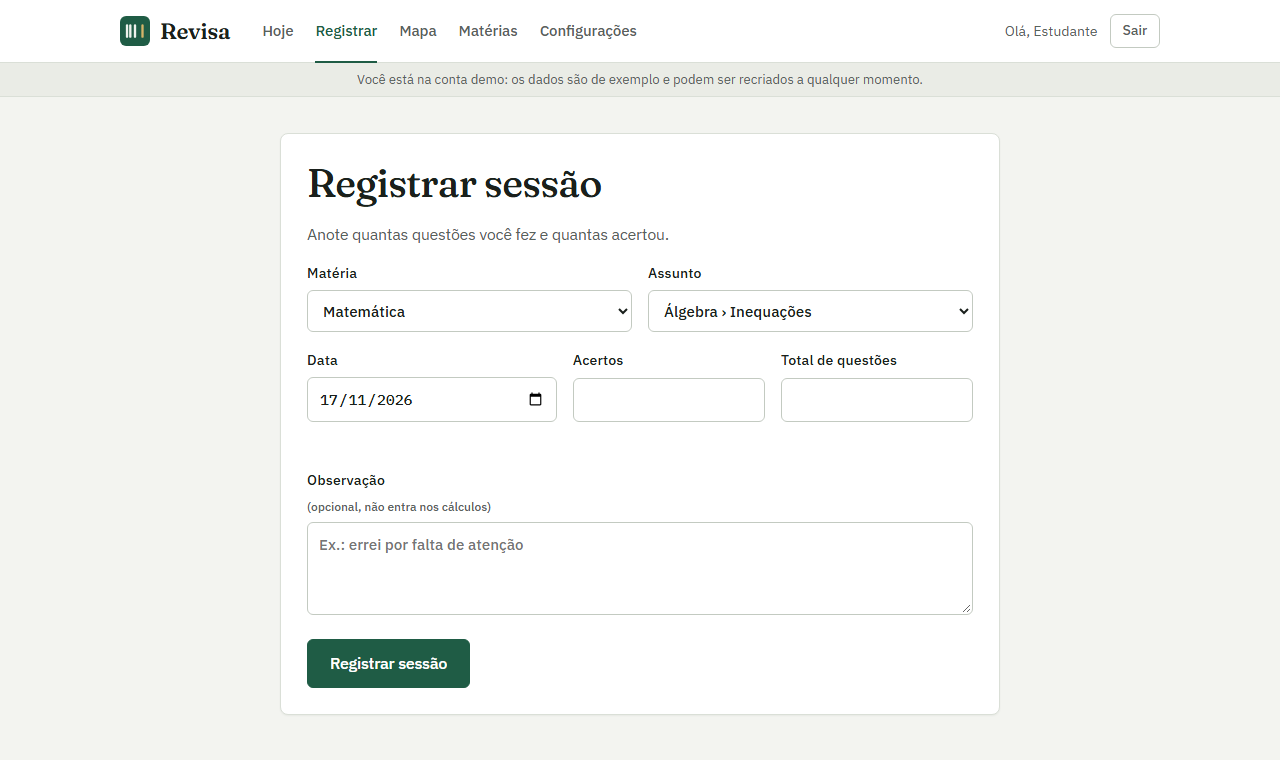 Revisa Hoje Registrar Mapa Matérias Configurações Olá, Estudante Sair
Você está na conta demo: os dados são de exemplo e podem ser recriados a qualquer momento.
Registrar sessão
Anote quantas questões você fez e quantas acertou.
Matéria Assunto
Matemática Álgebra › Inequações
Data Acertos Total de questões
17/11/2026
Observação
(opcional, não entra nos cálculos)
Ex.: errei por falta de atenção
Registrar sessão